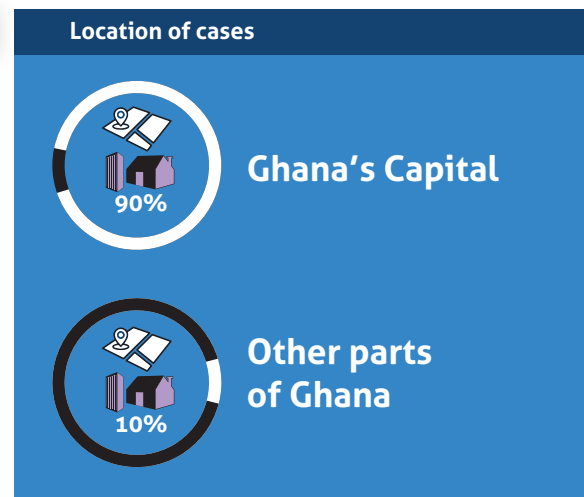 Location of cases
90%
Ghana’s Capital
10%
Other parts
of Ghana